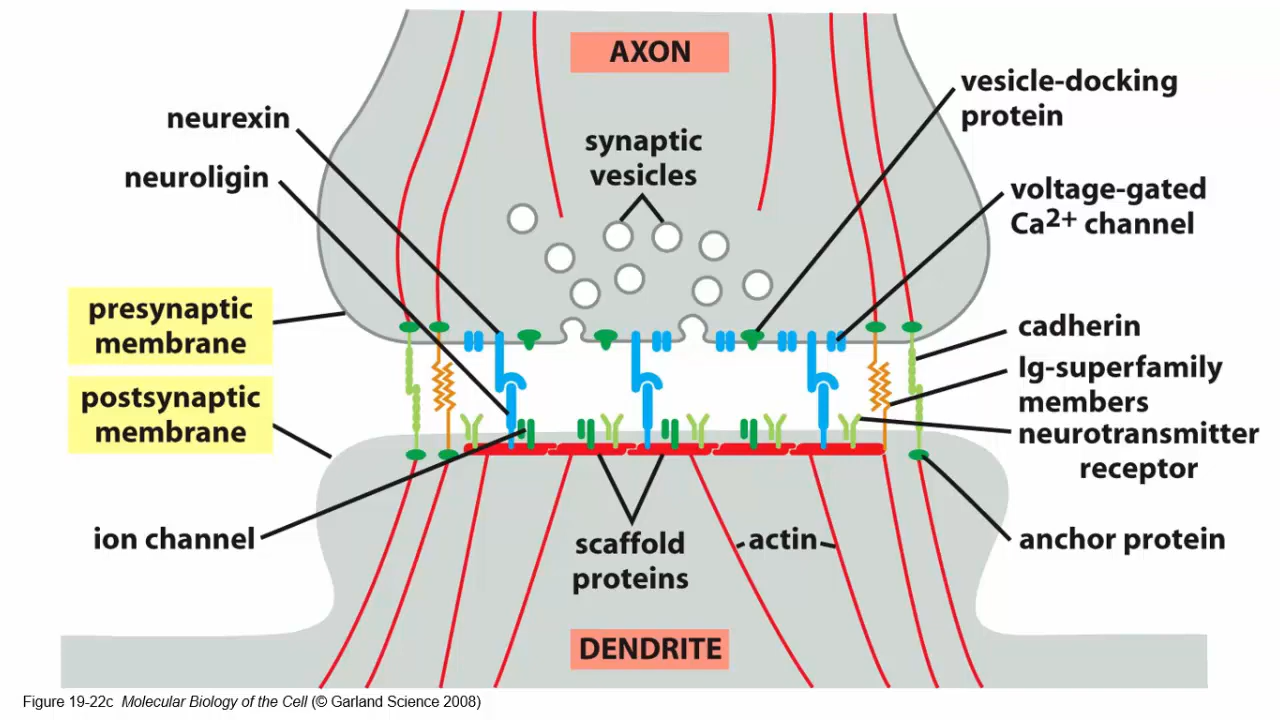 AXON
neurexin
neuroligin
synaptic
vesicles
vesicle-docking
protein
voltage-gated
Ca2+ channel
presynaptic
membrane
postsynaptic
membrane
cadherin
Ig-superfamily
members
neurotransmitter
receptor
ion channel
scaffold
proteins
actin
anchor protein
DENDRITE
Figure 19-22c Molecular Biology of the Cell (© Garland Science 2008)